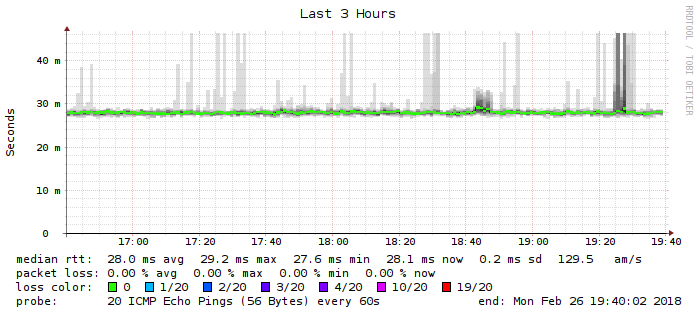 Last 3 Hours
RRDTOOL / TOBI OETIKER
Seconds
40 m
30 m
20 m
10 m
0
17:00 17:20 17:40 18:00 18:20 18:40 19:00 19:20 19:40
median rtt: 28.0 ms avg 29.2 ms max 27.6 ms min 28.1 ms now 0.2 ms sd 129.5 am/s
packet loss: 0.00 % avg 0.00 % max 0.00 % min 0.00 % now
loss color: 0 1/20 2/20 3/20 4/20 10/20 19/20
probe: 20 ICMP Echo Pings (56 Bytes) every 60s end: Mon Feb 26 19:40:02 2018